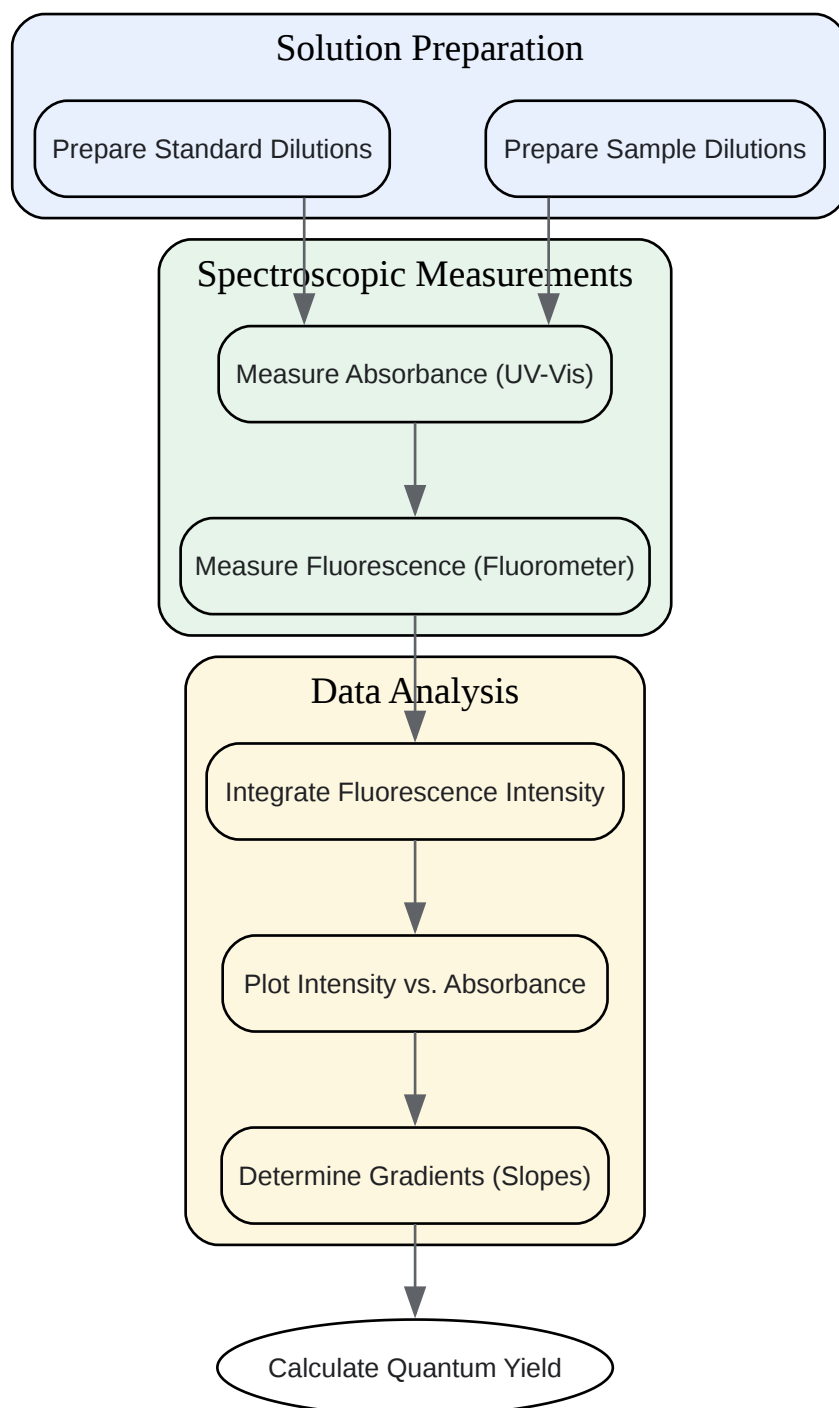 Solution Preparation
Prepare Standard Dilutions
Prepare Sample Dilutions
Spectroscopic Measurements
Measure Absorbance (UV-Vis)
Measure Fluorescence (Fluorometer)
Data Analysis
Integrate Fluorescence Intensity
Plot Intensity vs. Absorbance
Determine Gradients (Slopes)
Calculate Quantum Yield